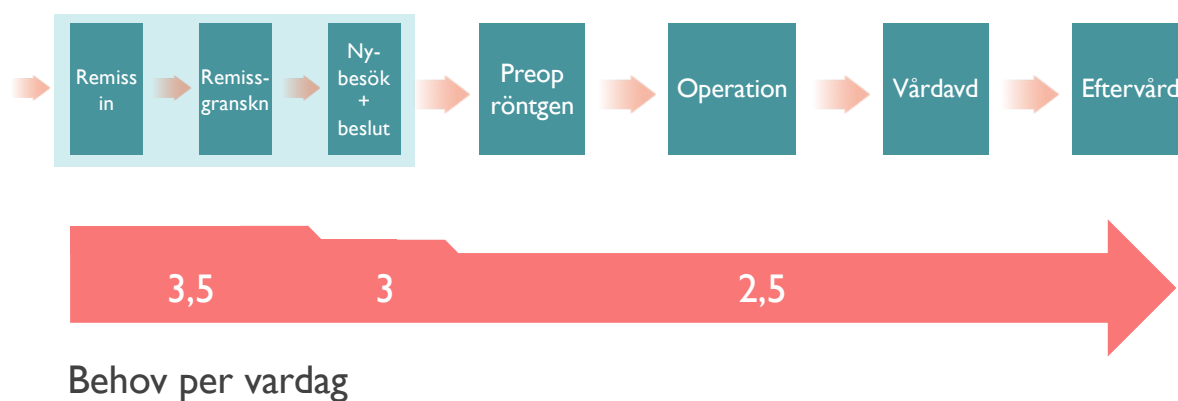 Remiss
in
Remiss-
granskn
Ny-
besök
+
beslut
Preop
röntgen
Operation
Vårdavd
Eftervård
3,5
3
2,5
Behov per vardag